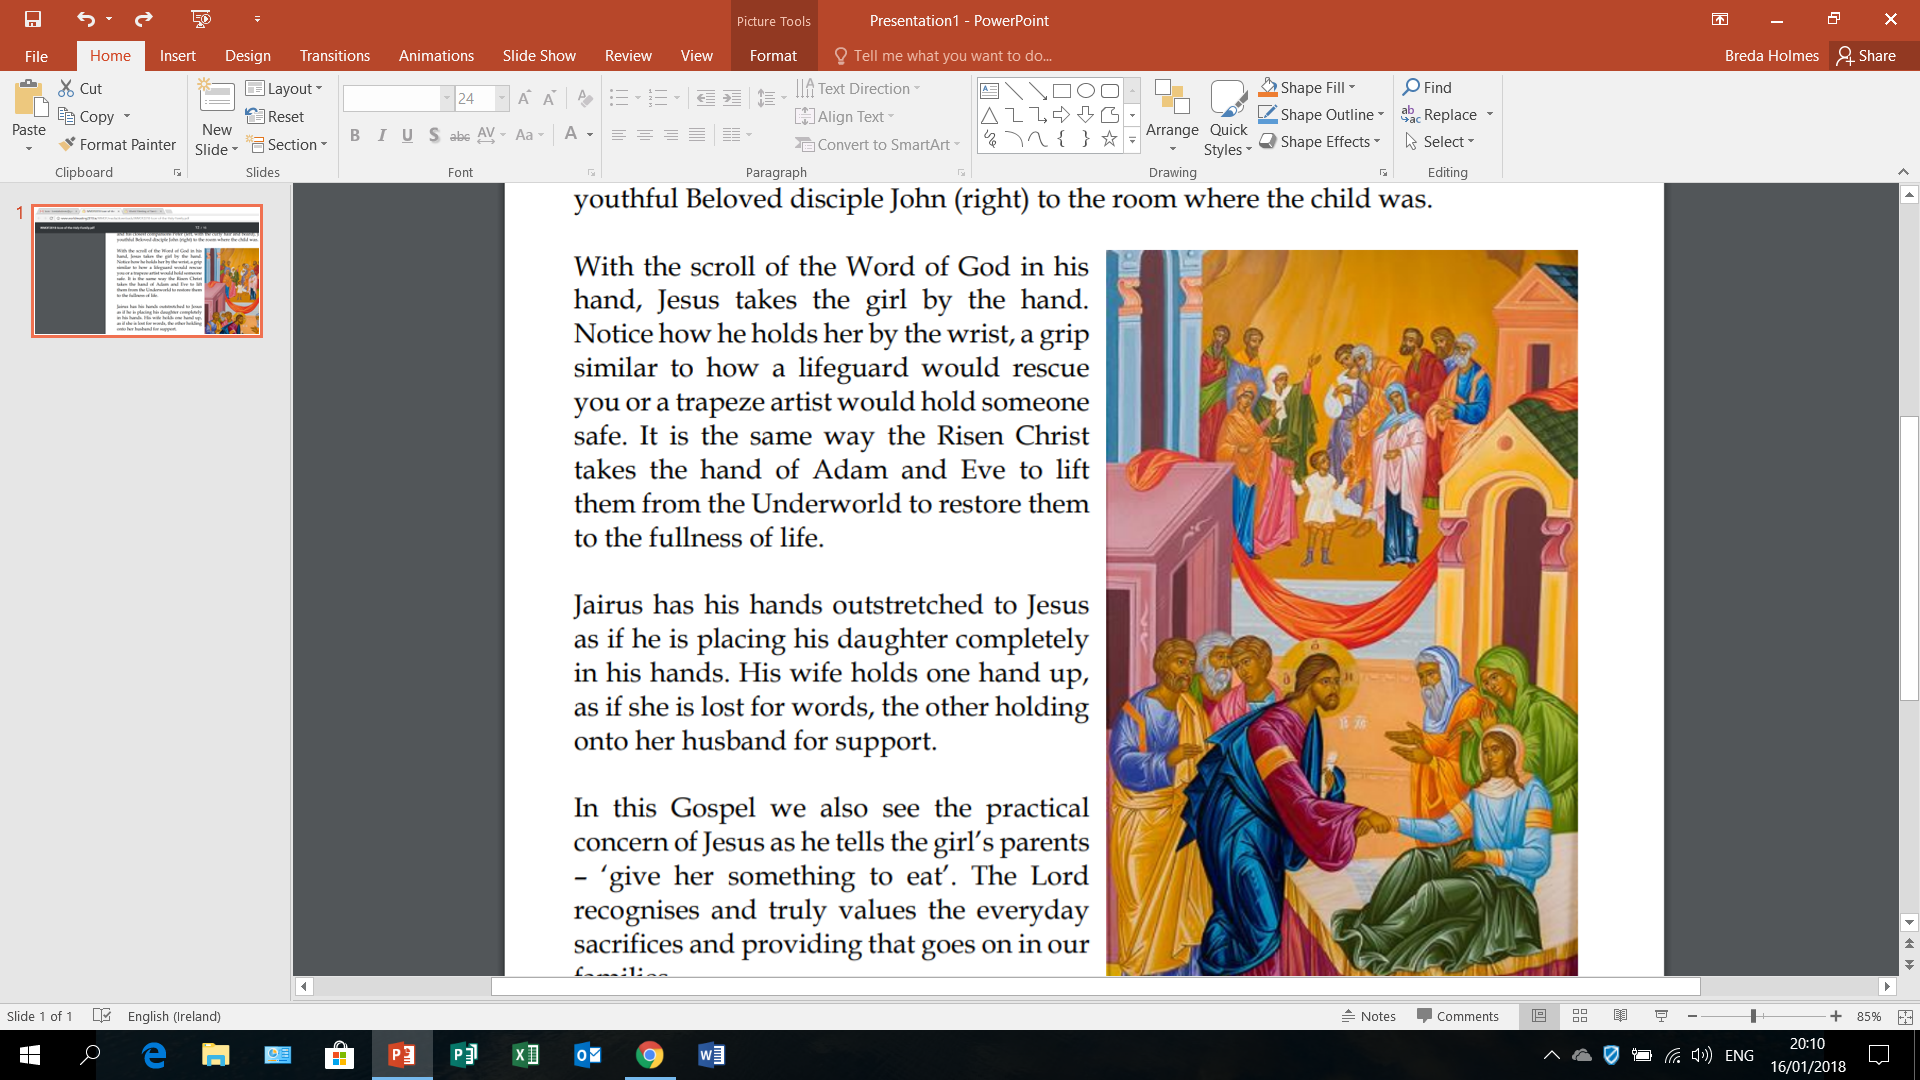 Picture Tools
Presentation1 - PowerPoint
File
Home
Insert
Design
Transitions
Animations
Slide Show
Review
View
Format
Tell me what you want to do...
Breda Holmes
Share
Paste
Cut
Copy
Format Painter
Clipboard
New
Slide
Layout
Reset
Section
Slides
24
B I U S abc AV Aa A
Font
Text Direction
Align Text
Convert to SmartArt
Paragraph
Arrange
Quick
Styles
Shape Fill
Shape Outline
Shape Effects
Drawing
Find
Replace
Select
Editing
1
youthful Beloved disciple John (right) to the room where the child was.
With the scroll of the Word of God in his
hand, Jesus takes the girl by the hand.
Notice how he holds her by the wrist, a grip
similar to how a lifeguard would rescue
you or a trapeze artist would hold someone
safe. It is the same way the Risen Christ
takes the hand of Adam and Eve to lift
them from the Underworld to restore them
to the fullness of life.
Jairus has his hands outstretched to Jesus
as if he is placing his daughter completely
in his hands. His wife holds one hand up,
as if she is lost for words, the other holding
onto her husband for support.
In this Gospel we also see the practical
concern of Jesus as he tells the girl’s parents
– ‘give her something to eat’. The Lord
recognises and truly values the everyday
sacrifices and providing that goes on in our
families
Slide 1 of 1
English (Ireland)
Notes
Comments
85%
ENG
20:10
16/01/2018